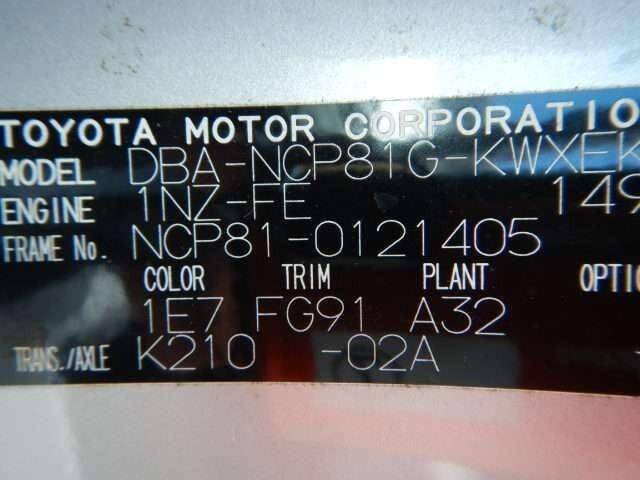 TOYOTA MOTOR CORPORATIO
MODEL DBA-NCP81G-KWXEK
ENGINE 1NZ-FE 149
FRAME No. NCP81-0121405
COLOR TRIM PLANT OPTI
1E7 FG91 A32
TRANS./AXLE K210 -02A